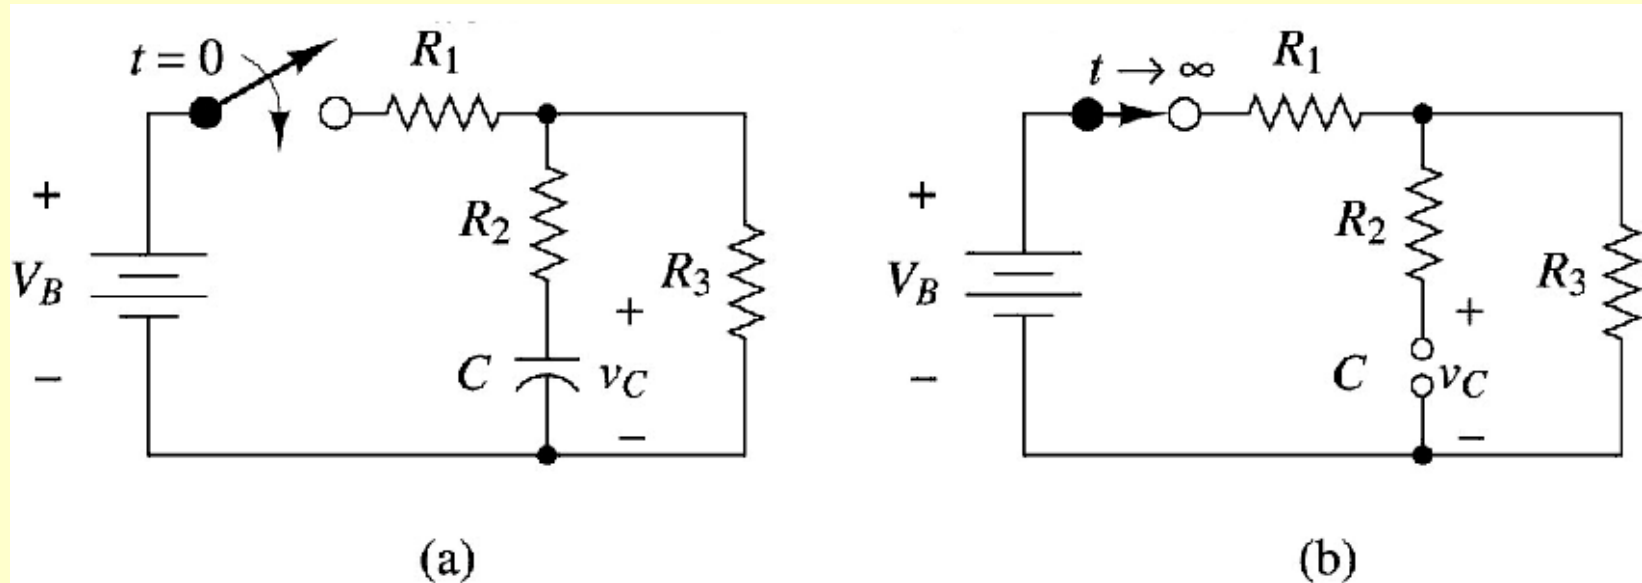 t = 0
R1
+
R2
VB
R3
+
C
vC
−
−
(a)
t → ∞
R1
+
R2
VB
R3
+
C
vC
−
−
(b)